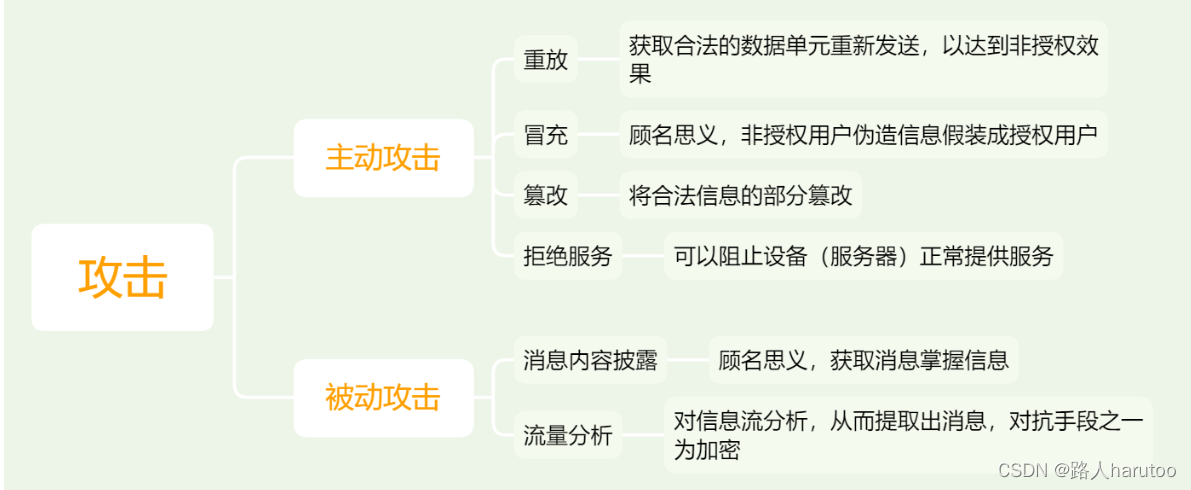 攻击
主动攻击
重放
获取合法的数据单元重新发送，以达到非授权效
果
冒充
顾名思义，非授权用户伪造信息假装成授权用户
篡改
将合法信息的部分篡改
拒绝服务
可以阻止设备（服务器）正常提供服务
被动攻击
消息内容披露
顾名思义，获取消息掌握信息
流量分析
对信息流分析，从而提取出消息，对抗手段之一
为加密
CSDN @路人harutoo